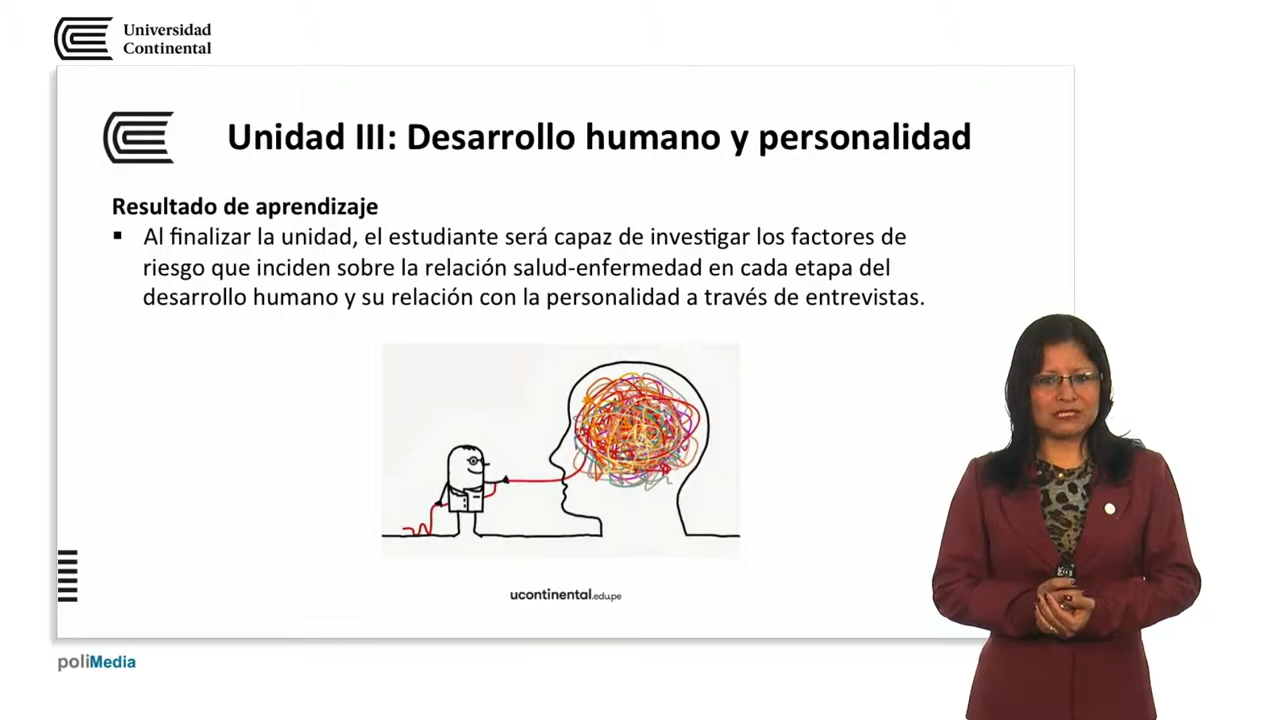 Universidad
Continental
Unidad III: Desarrollo humano y personalidad
Resultado de aprendizaje
▪ Al finalizar la unidad, el estudiante será capaz de investigar los factores de
riesgo que inciden sobre la relación salud-enfermedad en cada etapa del
desarrollo humano y su relación con la personalidad a través de entrevistas.
ucontinental.edu.pe
poliMedia